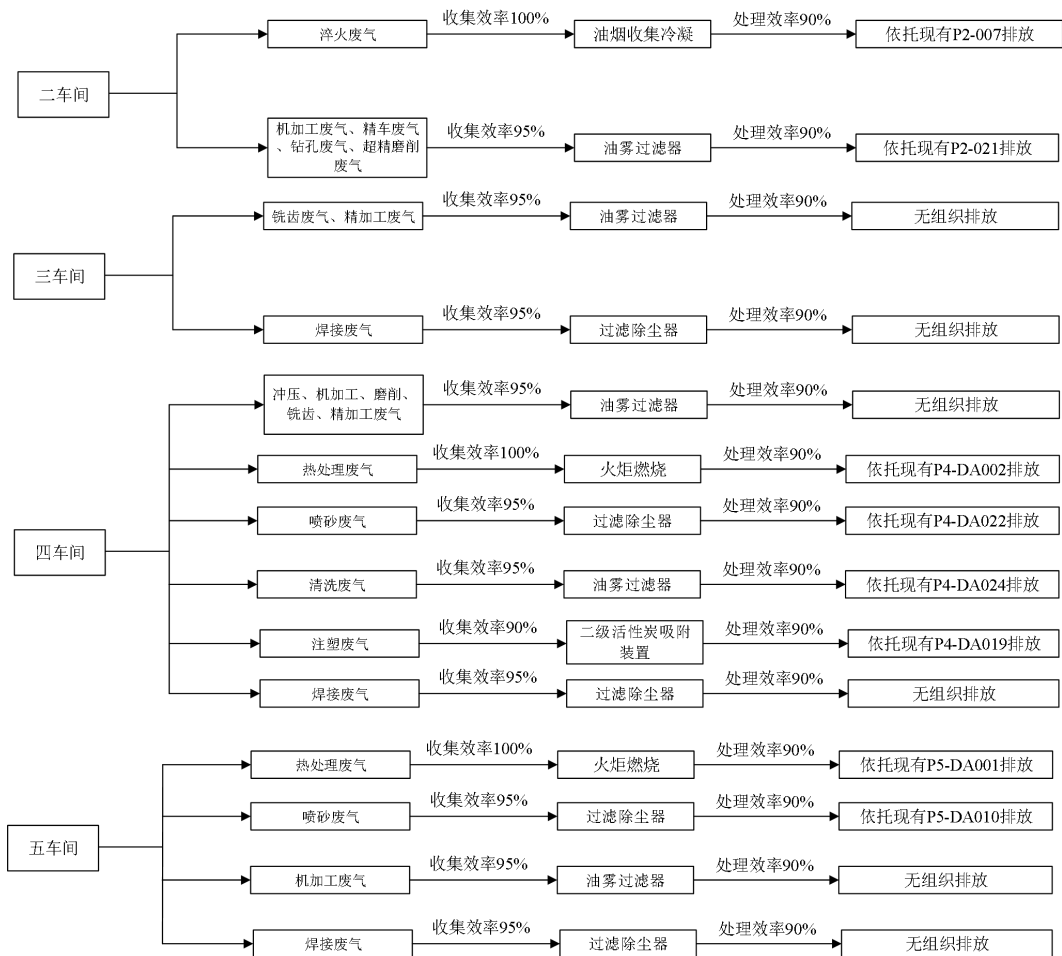 二车间
淬火废气
收集效率100%
油烟收集冷凝
处理效率90%
依托现有P2-007排放
机加工废气、精车废气
、钻孔废气、超精磨削
废气
收集效率95%
油雾过滤器
处理效率90%
依托现有P2-021排放
三车间
铣齿废气、精加工废气
收集效率95%
油雾过滤器
处理效率90%
无组织排放
焊接废气
收集效率95%
过滤除尘器
处理效率90%
无组织排放
四车间
冲压、机加工、磨削、
铣齿、精加工废气
收集效率95%
油雾过滤器
处理效率90%
无组织排放
热处理废气
收集效率100%
火炬燃烧
处理效率90%
依托现有P4-DA002排放
喷砂废气
收集效率95%
过滤除尘器
处理效率90%
依托现有P4-DA022排放
清洗废气
收集效率95%
油雾过滤器
处理效率90%
依托现有P4-DA024排放
注塑废气
收集效率90%
二级活性炭吸附
装置
处理效率90%
依托现有P4-DA019排放
焊接废气
收集效率95%
过滤除尘器
处理效率90%
无组织排放
五车间
热处理废气
收集效率100%
火炬燃烧
处理效率90%
依托现有P5-DA001排放
喷砂废气
收集效率95%
过滤除尘器
处理效率90%
依托现有P5-DA010排放
机加工废气
收集效率95%
油雾过滤器
处理效率90%
无组织排放
焊接废气
收集效率95%
过滤除尘器
处理效率90%
无组织排放